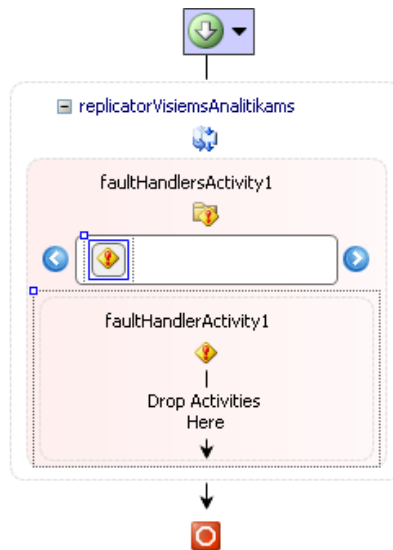 replicatorVisiemsAnalitikams
faultHandlersActivity1
faultHandlerActivity1
Drop Activities
Here